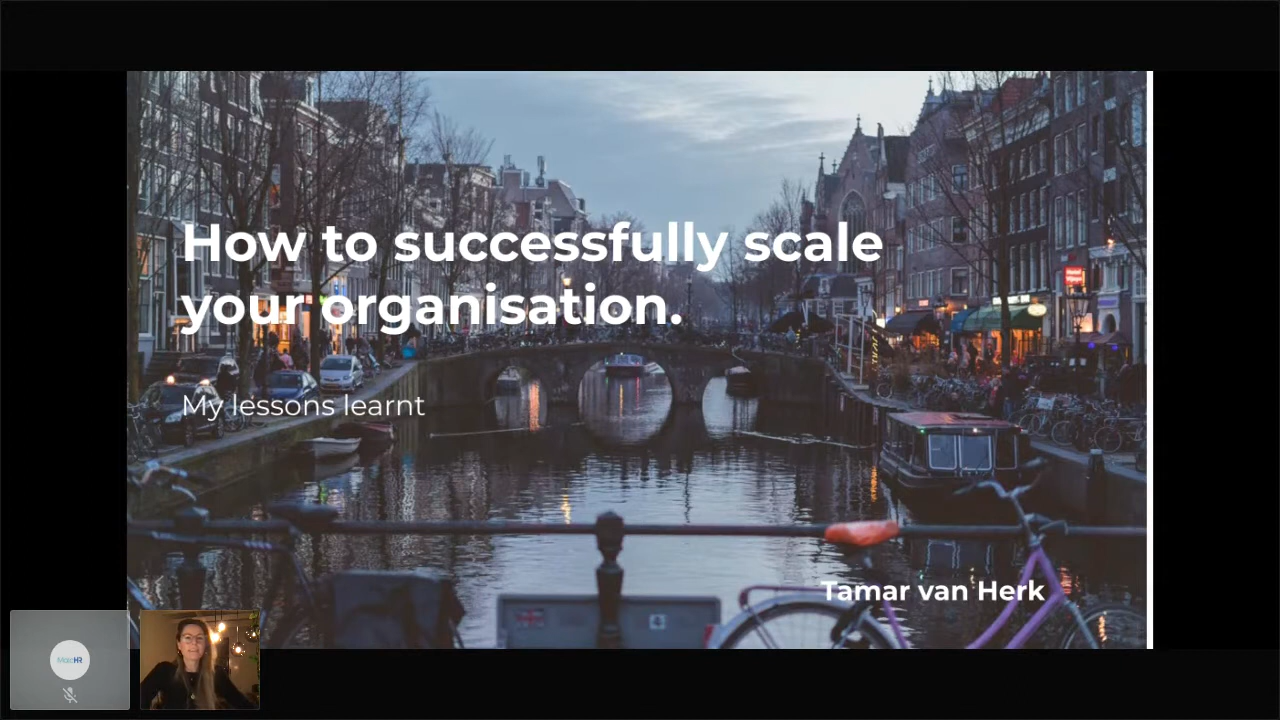 How to successfully scale
your organisation.
My lessons learnt
Tamar van Herk